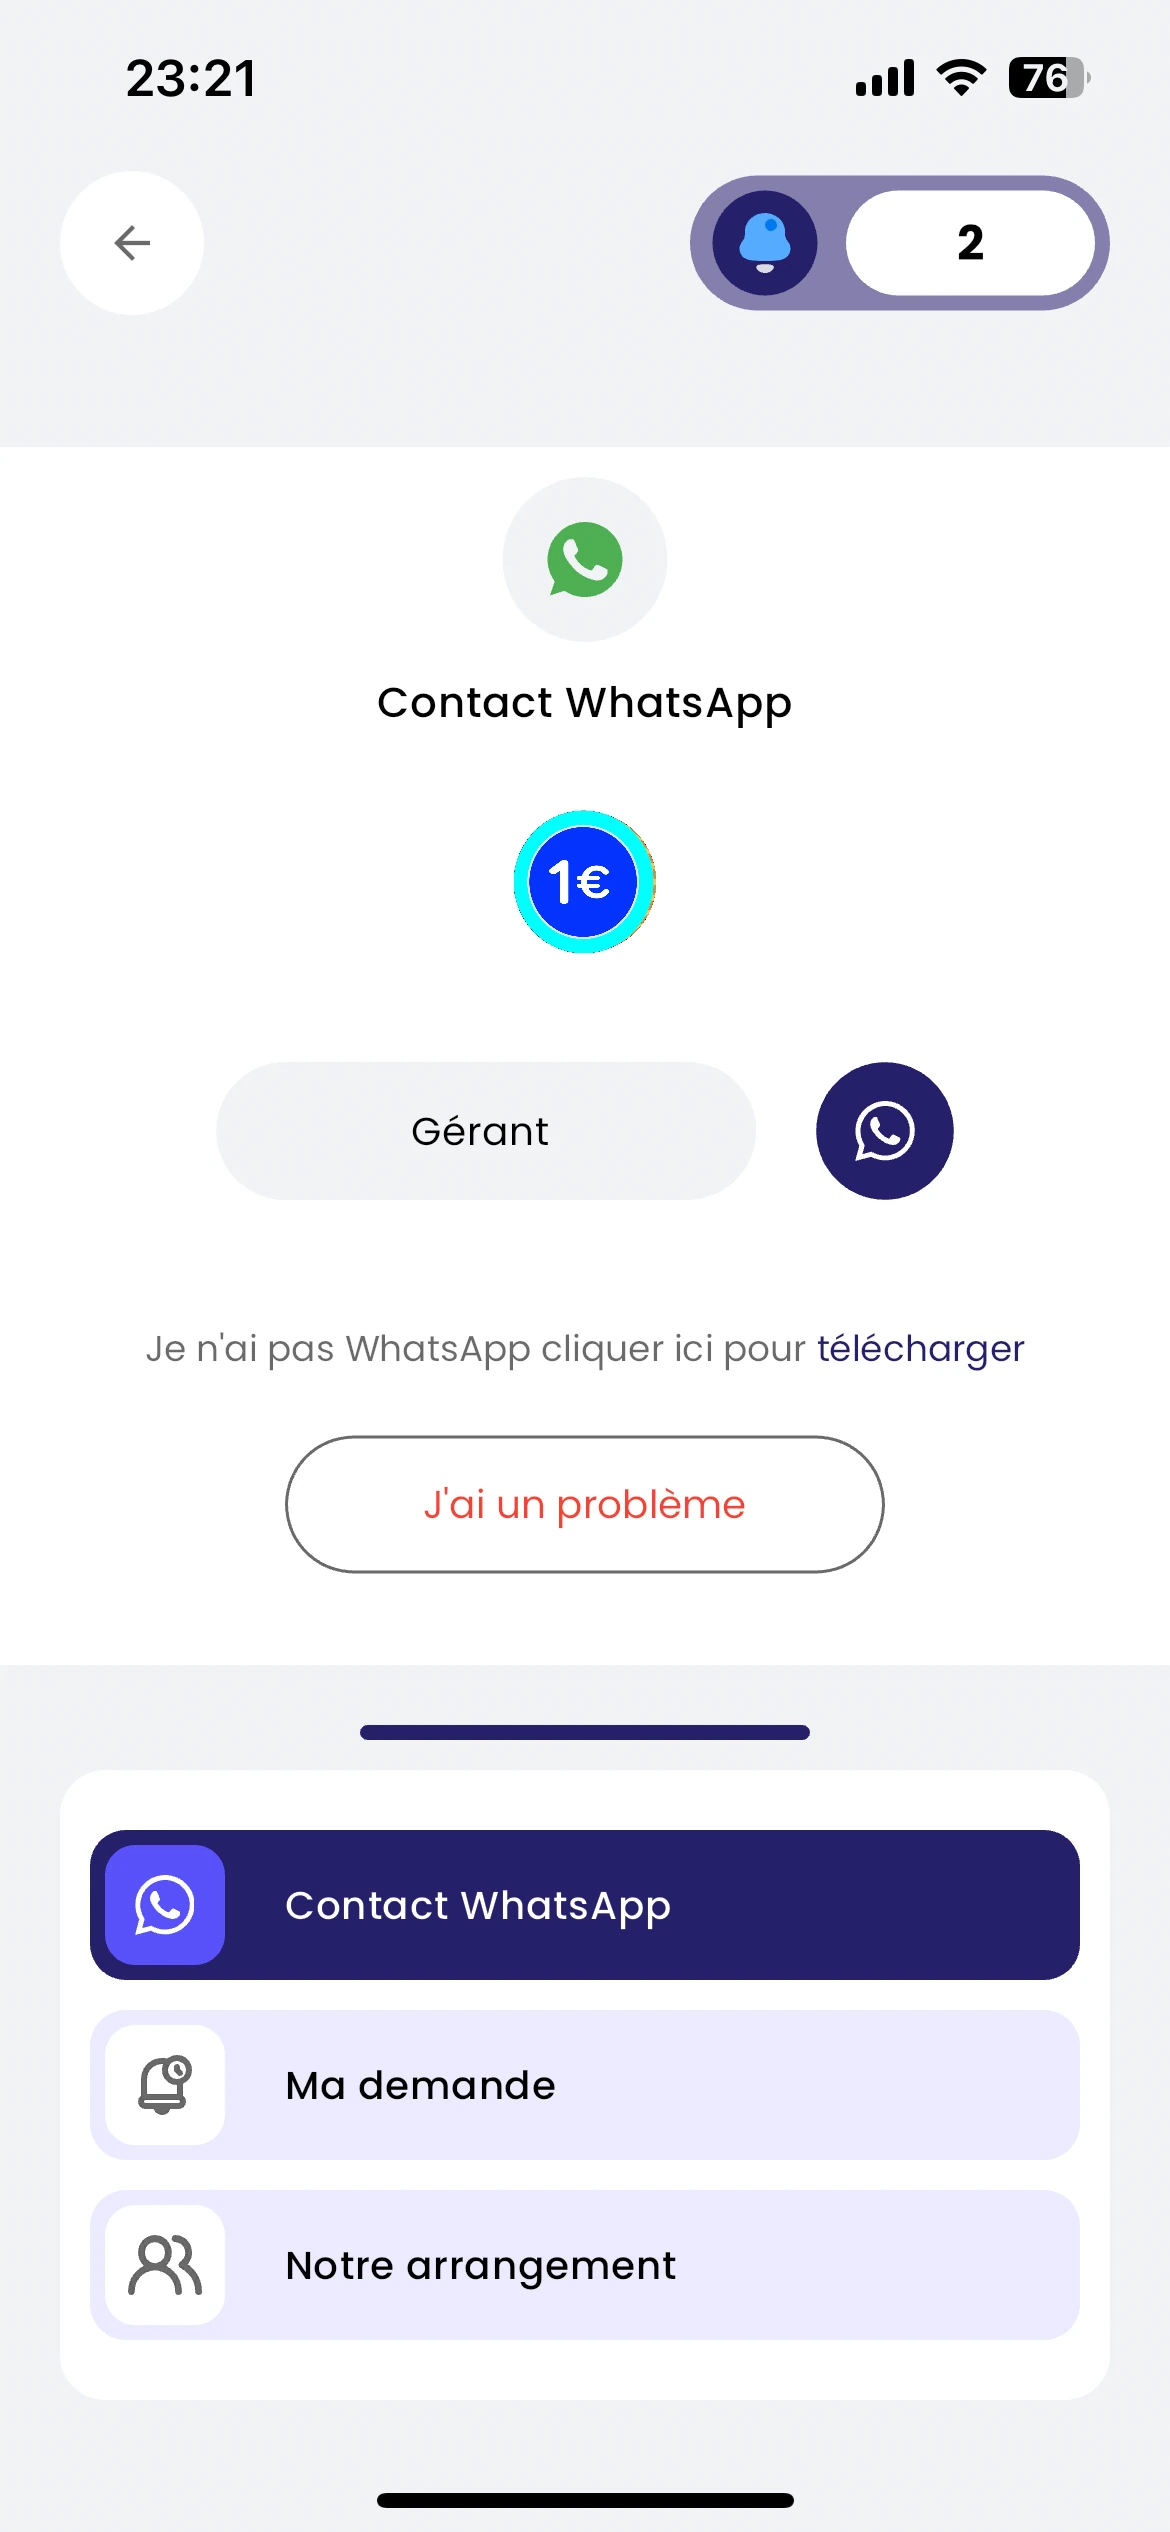 23:21
76
2
Contact WhatsApp
1€
Gérant
Je n'ai pas WhatsApp cliquer ici pour télécharger
J'ai un problème
Contact WhatsApp
Ma demande
Notre arrangement